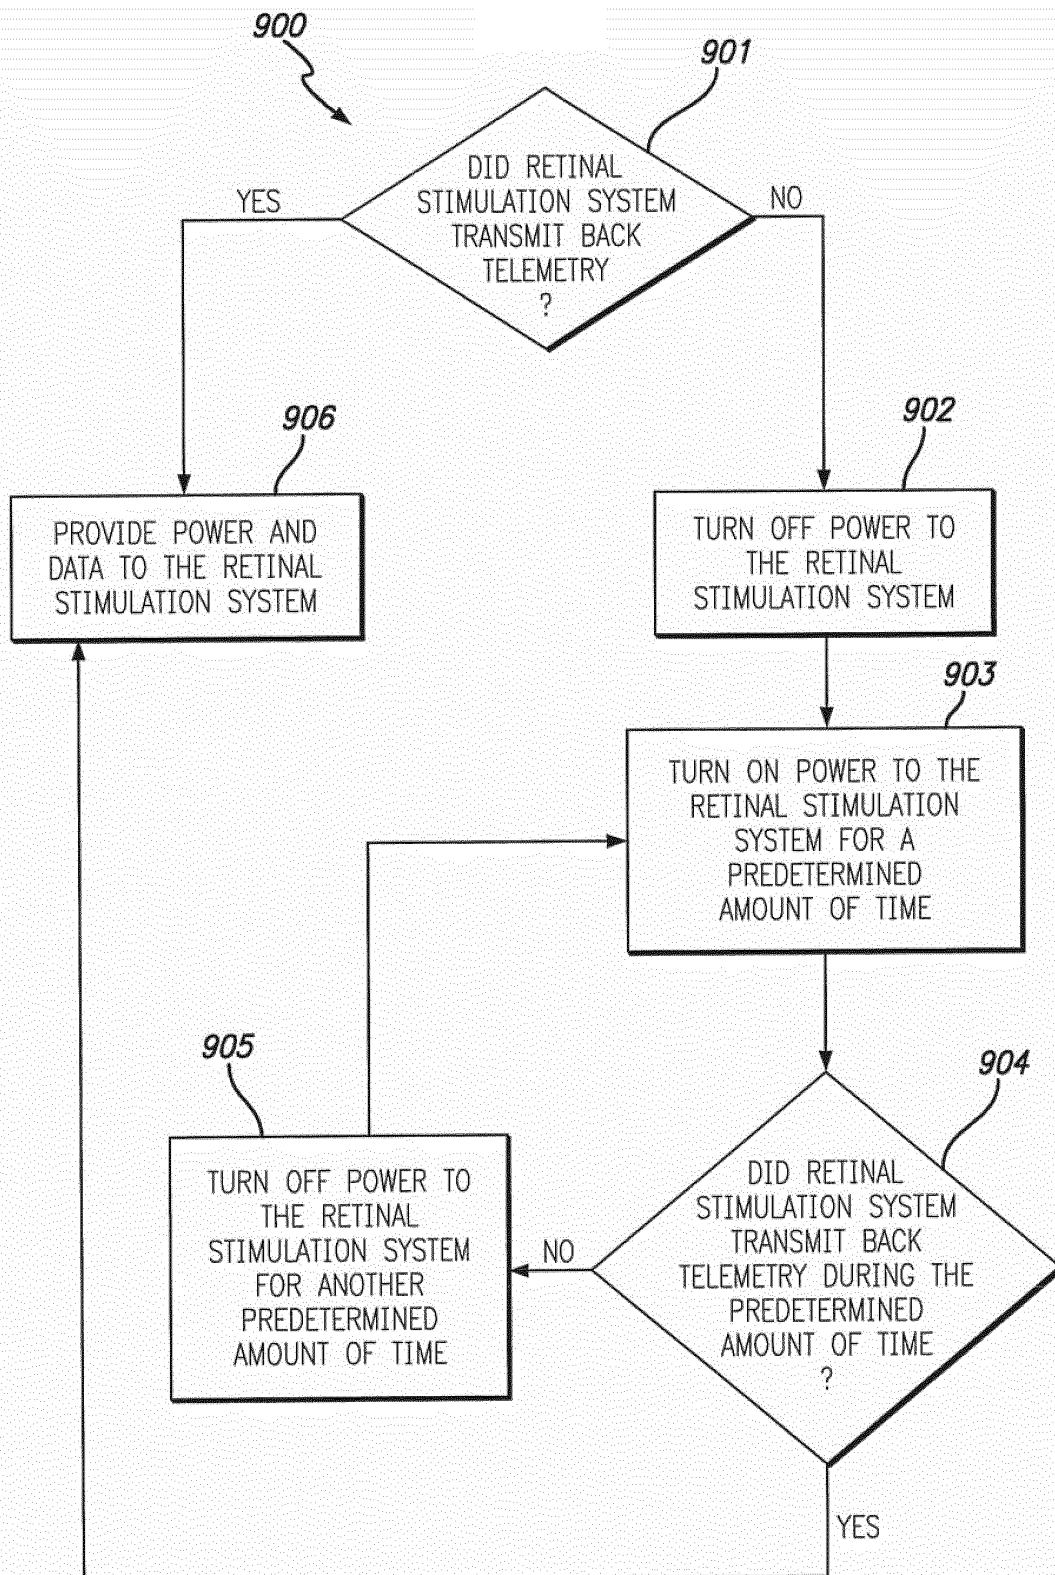 900
901
DID RETINAL
STIMULATION SYSTEM
TRANSMIT BACK
TELEMETRY
?
YES
NO
906
PROVIDE POWER AND
DATA TO THE RETINAL
STIMULATION SYSTEM
902
TURN OFF POWER TO
THE RETINAL
STIMULATION SYSTEM
903
TURN ON POWER TO THE
RETINAL STIMULATION
SYSTEM FOR A
PREDETERMINED
AMOUNT OF TIME
905
TURN OFF POWER TO
THE RETINAL
STIMULATION SYSTEM
FOR ANOTHER
PREDETERMINED
AMOUNT OF TIME
NO
904
DID RETINAL
STIMULATION SYSTEM
TRANSMIT BACK
TELEMETRY DURING THE
PREDETERMINED
AMOUNT OF TIME
?
YES